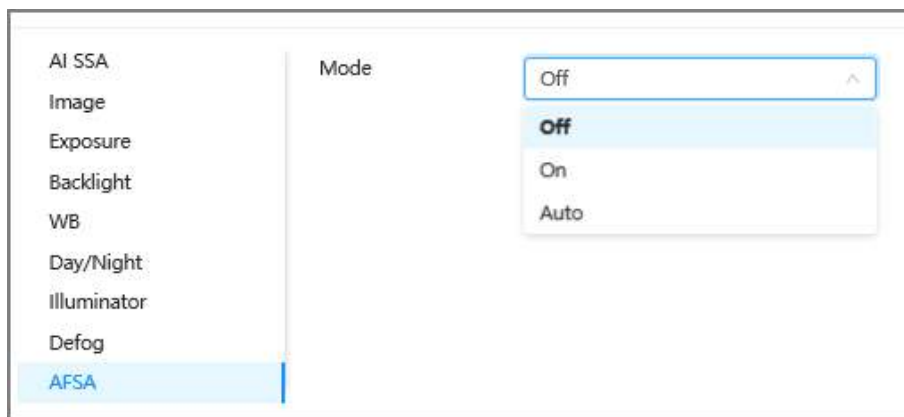 AI SSA
Image
Exposure
Backlight
WB
Day/Night
Illuminator
Defog
AFSA
Mode
Off
Off
On
Auto